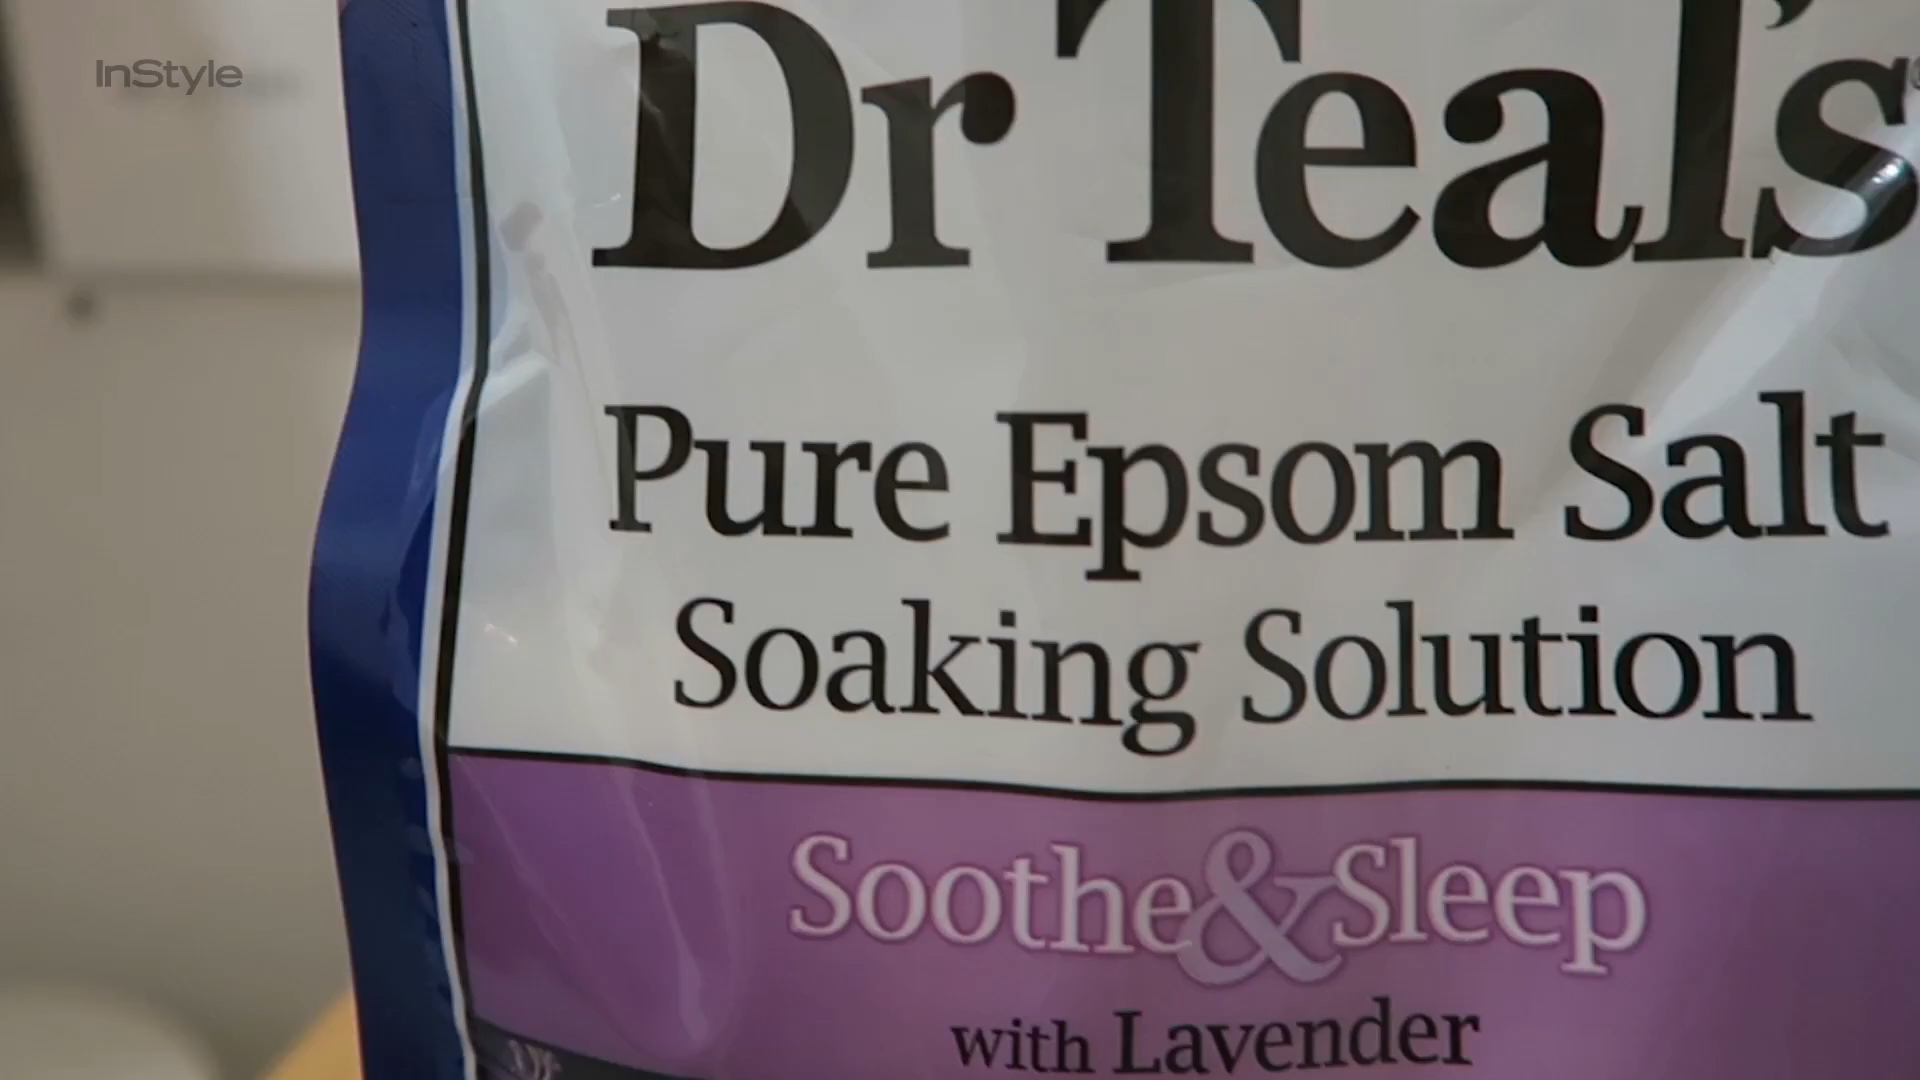 InStyle
Dr Teal's
Pure Epsom Salt
Soaking Solution
Soothe & Sleep
with Lavender